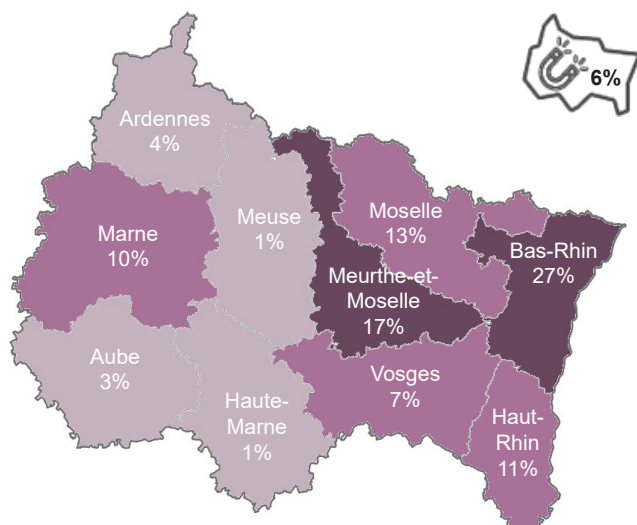 6%
Ardennes
4%
Meuse
1%
Moselle
13%
Marne
10%
Bas-Rhin
27%
Meurthe-et-
Moselle
17%
Aube
3%
Vosges
7%
Haute-
Marne
1%
Haut-
Rhin
11%